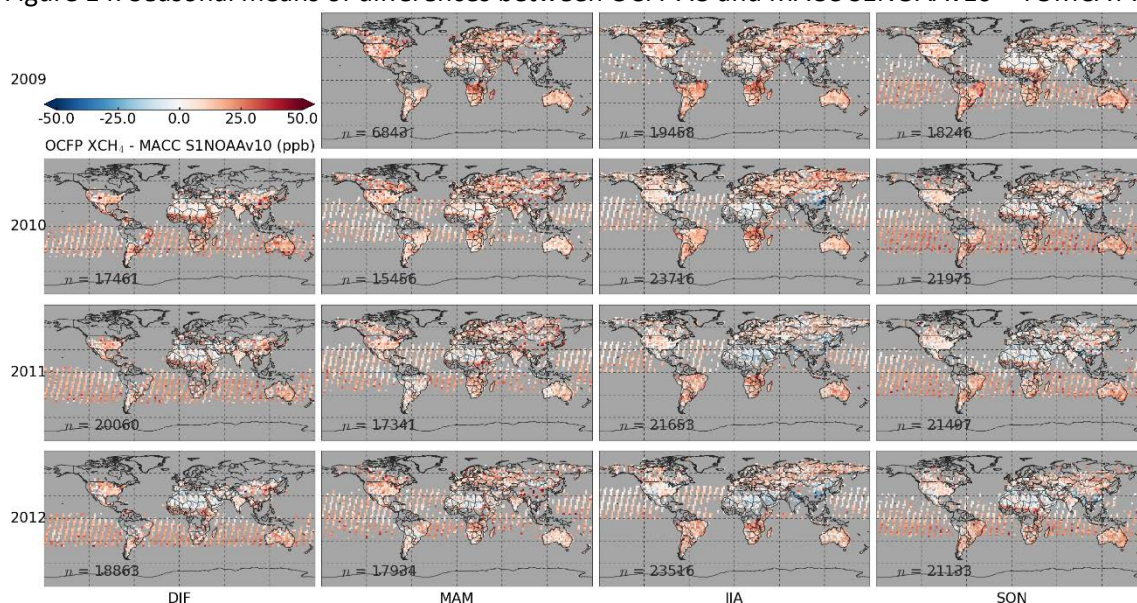 2009
-50.0 -25.0 0.0 25.0 50.0
OCFP XCH₄ - MACC S1NOAAv10 (ppb)
n = 6843
n = 19458
n = 18246
2010
n = 17461
n = 15456
n = 23716
n = 21975
2011
n = 20060
n = 17341
n = 21653
n = 21497
2012
n = 18863
n = 17934
n = 23516
n = 21133
DJF MAM JJA SON